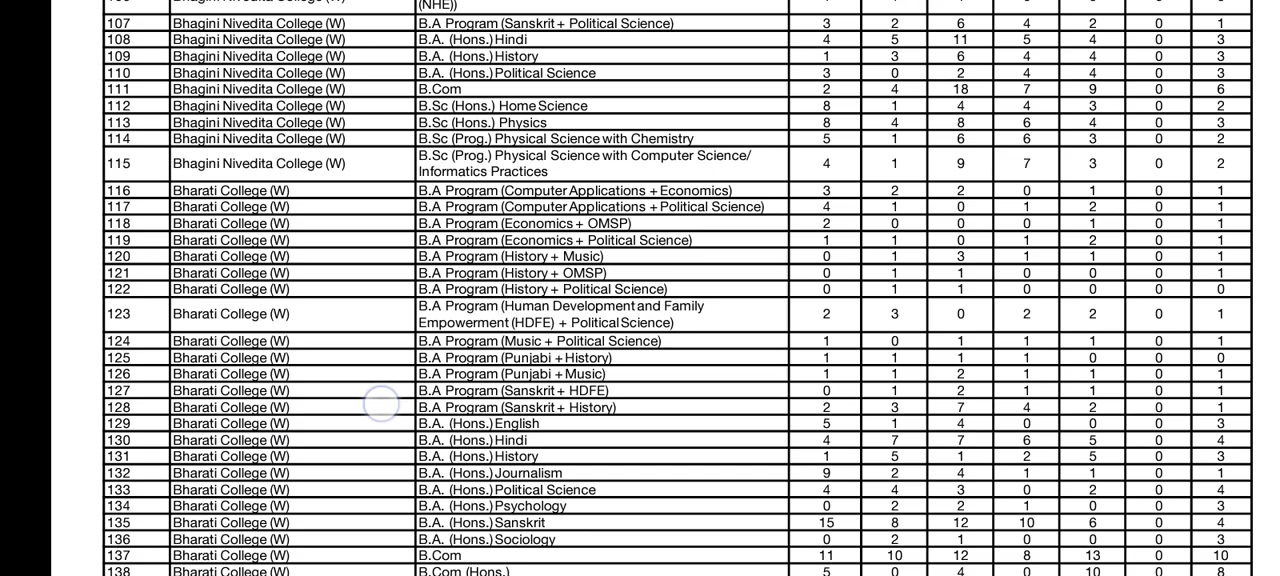 (NHE))
107 Bhagini Nivedita College (W) B.A Program (Sanskrit + Political Science) 3 2 6 4 2 0 1
108 Bhagini Nivedita College (W) B.A. (Hons.) Hindi 4 5 11 5 4 0 3
109 Bhagini Nivedita College (W) B.A. (Hons.) History 1 3 6 4 4 0 3
110 Bhagini Nivedita College (W) B.A. (Hons.) Political Science 3 0 2 4 4 0 3
111 Bhagini Nivedita College (W) B.Com 2 4 18 7 9 0 6
112 Bhagini Nivedita College (W) B.Sc (Hons.) Home Science 8 1 4 4 3 0 2
113 Bhagini Nivedita College (W) B.Sc (Hons.) Physics 8 4 8 6 4 0 3
114 Bhagini Nivedita College (W) B.Sc (Prog.) Physical Science with Chemistry 5 1 6 6 3 0 2
115 Bhagini Nivedita College (W) B.Sc (Prog.) Physical Science with Computer Science/
Informatics Practices 4 1 9 7 3 0 2
116 Bharati College (W) B.A Program (Computer Applications + Economics) 3 2 2 0 1 0 1
117 Bharati College (W) B.A Program (Computer Applications + Political Science) 4 1 0 1 2 0 1
118 Bharati College (W) B.A Program (Economics + OMSP) 2 0 0 0 1 0 1
119 Bharati College (W) B.A Program (Economics + Political Science) 1 1 0 1 2 0 1
120 Bharati College (W) B.A Program (History + Music) 0 1 3 1 1 0 1
121 Bharati College (W) B.A Program (History + OMSP) 0 1 1 0 0 0 1
122 Bharati College (W) B.A Program (History + Political Science) 0 1 1 0 0 0 0
123 Bharati College (W) B.A Program (Human Development and Family
Empowerment (HDFE) + Political Science) 2 3 0 2 2 0 1
124 Bharati College (W) B.A Program (Music + Political Science) 1 0 1 1 1 0 1
125 Bharati College (W) B.A Program (Punjabi + History) 1 1 1 1 0 0 0
126 Bharati College (W) B.A Program (Punjabi + Music) 1 1 2 1 1 0 1
127 Bharati College (W) B.A Program (Sanskrit + HDFE) 0 1 2 1 1 0 1
128 Bharati College (W) B.A Program (Sanskrit + History) 2 3 7 4 2 0 1
129 Bharati College (W) B.A. (Hons.) English 5 1 4 0 0 0 3
130 Bharati College (W) B.A. (Hons.) Hindi 4 7 7 6 5 0 4
131 Bharati College (W) B.A. (Hons.) History 1 5 1 2 5 0 3
132 Bharati College (W) B.A. (Hons.) Journalism 9 2 4 1 1 0 1
133 Bharati College (W) B.A. (Hons.) Political Science 4 4 3 0 2 0 4
134 Bharati College (W) B.A. (Hons.) Psychology 0 2 2 1 0 0 3
135 Bharati College (W) B.A. (Hons.) Sanskrit 15 8 12 10 6 0 4
136 Bharati College (W) B.A. (Hons.) Sociology 0 2 1 0 0 0 3
137 Bharati College (W) B.Com 11 10 12 8 13 0 10
138 Bharati College (W) B.Com (Hons.) 5 0 4 0 10 0 8